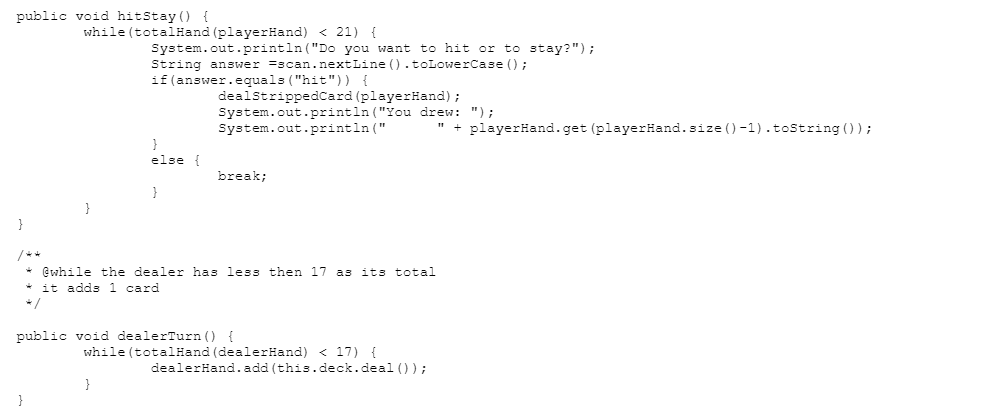 public void hitStay() {
        while(totalHand(playerHand) < 21) {
                System.out.println("Do you want to hit or to stay?");
                String answer =scan.nextLine().toLowerCase();
                if(answer.equals("hit")) {
                        dealStrippedCard(playerHand);
                        System.out.println("You drew: ");
                        System.out.println("      " + playerHand.get(playerHand.size()-1).toString());
                }
                else {
                        break;
                }
        }
}

/**
 * @while the dealer has less then 17 as its total
 * it adds 1 card
 */

public void dealerTurn() {
        while(totalHand(dealerHand) < 17) {
                dealerHand.add(this.deck.deal());
        }
}